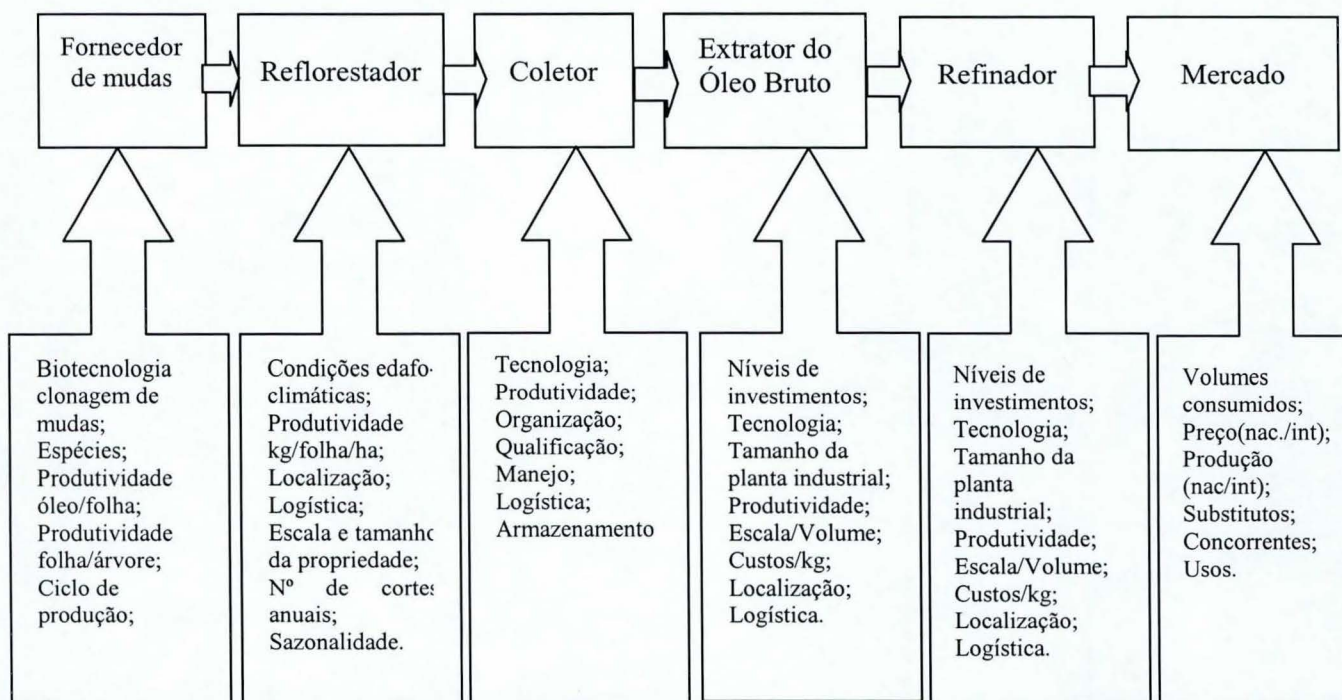 Fornecedor
de mudas
Reflorestador
Coletor
Extrator do
Óleo Bruto
Refinador
Mercado
Biotecnologia
clonagem de
mudas;
Espécies;
Produtividade
óleo/folha;
Produtividade
folha/árvore;
Ciclo de
produção;
Condições edafo-
climáticas;
Produtividade
kg/folha/ha;
Localização;
Logística;
Escala e tamanho
da propriedade;
Nº de cortes
anuais;
Sazonalidade.
Tecnologia;
Produtividade;
Organização;
Qualificação;
Manejo;
Logística;
Armazenamento
Níveis de
investimentos;
Tecnologia;
Tamanho da
planta industrial;
Produtividade;
Escala/Volume;
Custos/kg;
Localização;
Logística.
Níveis de
investimentos;
Tecnologia;
Tamanho da
planta
industrial;
Produtividade;
Escala/Volume;
Custos/kg;
Localização;
Logística.
Volumes
consumidos;
Preço(nac./int);
Produção
(nac/int);
Substitutos;
Concorrentes;
Usos.